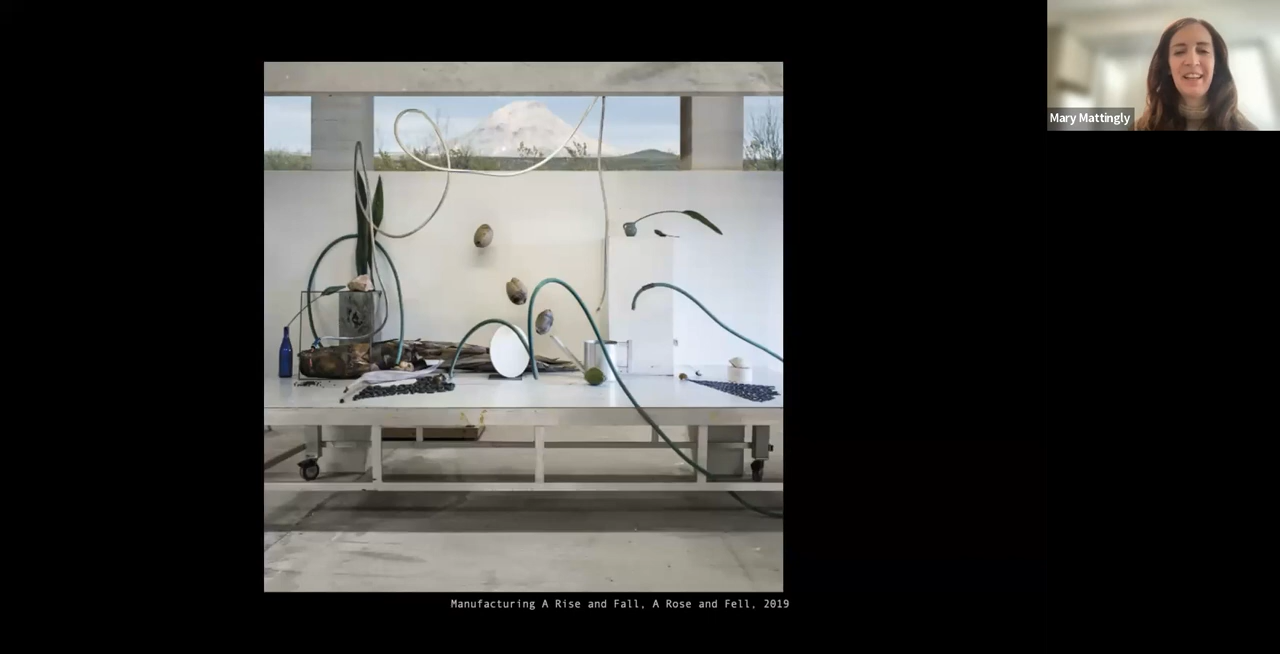 Mary Mattingly
Manufacturing A Rise and Fall, A Rose and Fell, 2019